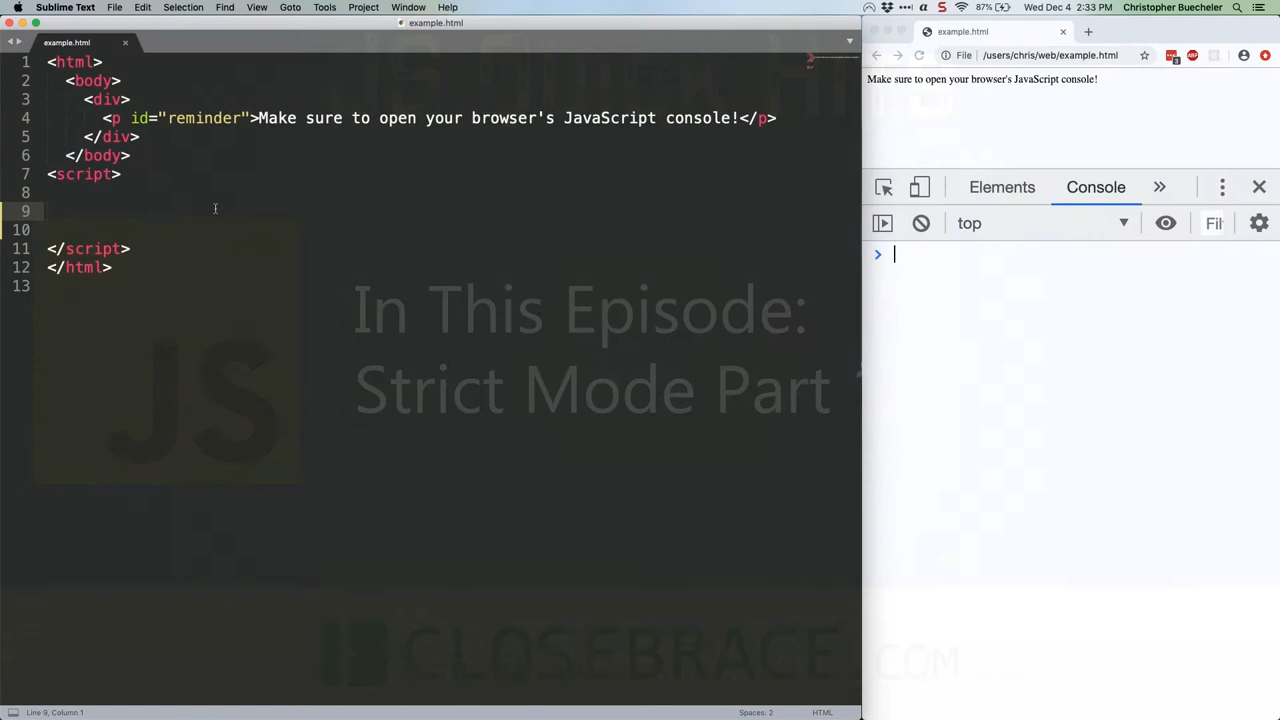 Sublime Text File Edit Selection Find View Goto Tools Project Window Help
87% Wed Dec 4 2:33 PM Christopher Buecheler
example.html
example.html
1 <html>
2 <body>
3 <div>
4 <p id="reminder">Make sure to open your browser's JavaScript console!</p>
5 </div>
6 </body>
7 <script>
8
9
10
11 </script>
12 </html>
13
In This Episode:
Strict Mode Part
JS
CLOSEBRACE.COM
Line 9, Column 1 Spaces: 2 HTML
example.html
File /users/chris/web/example.html
Make sure to open your browser's JavaScript console!
Elements Console
top Fil